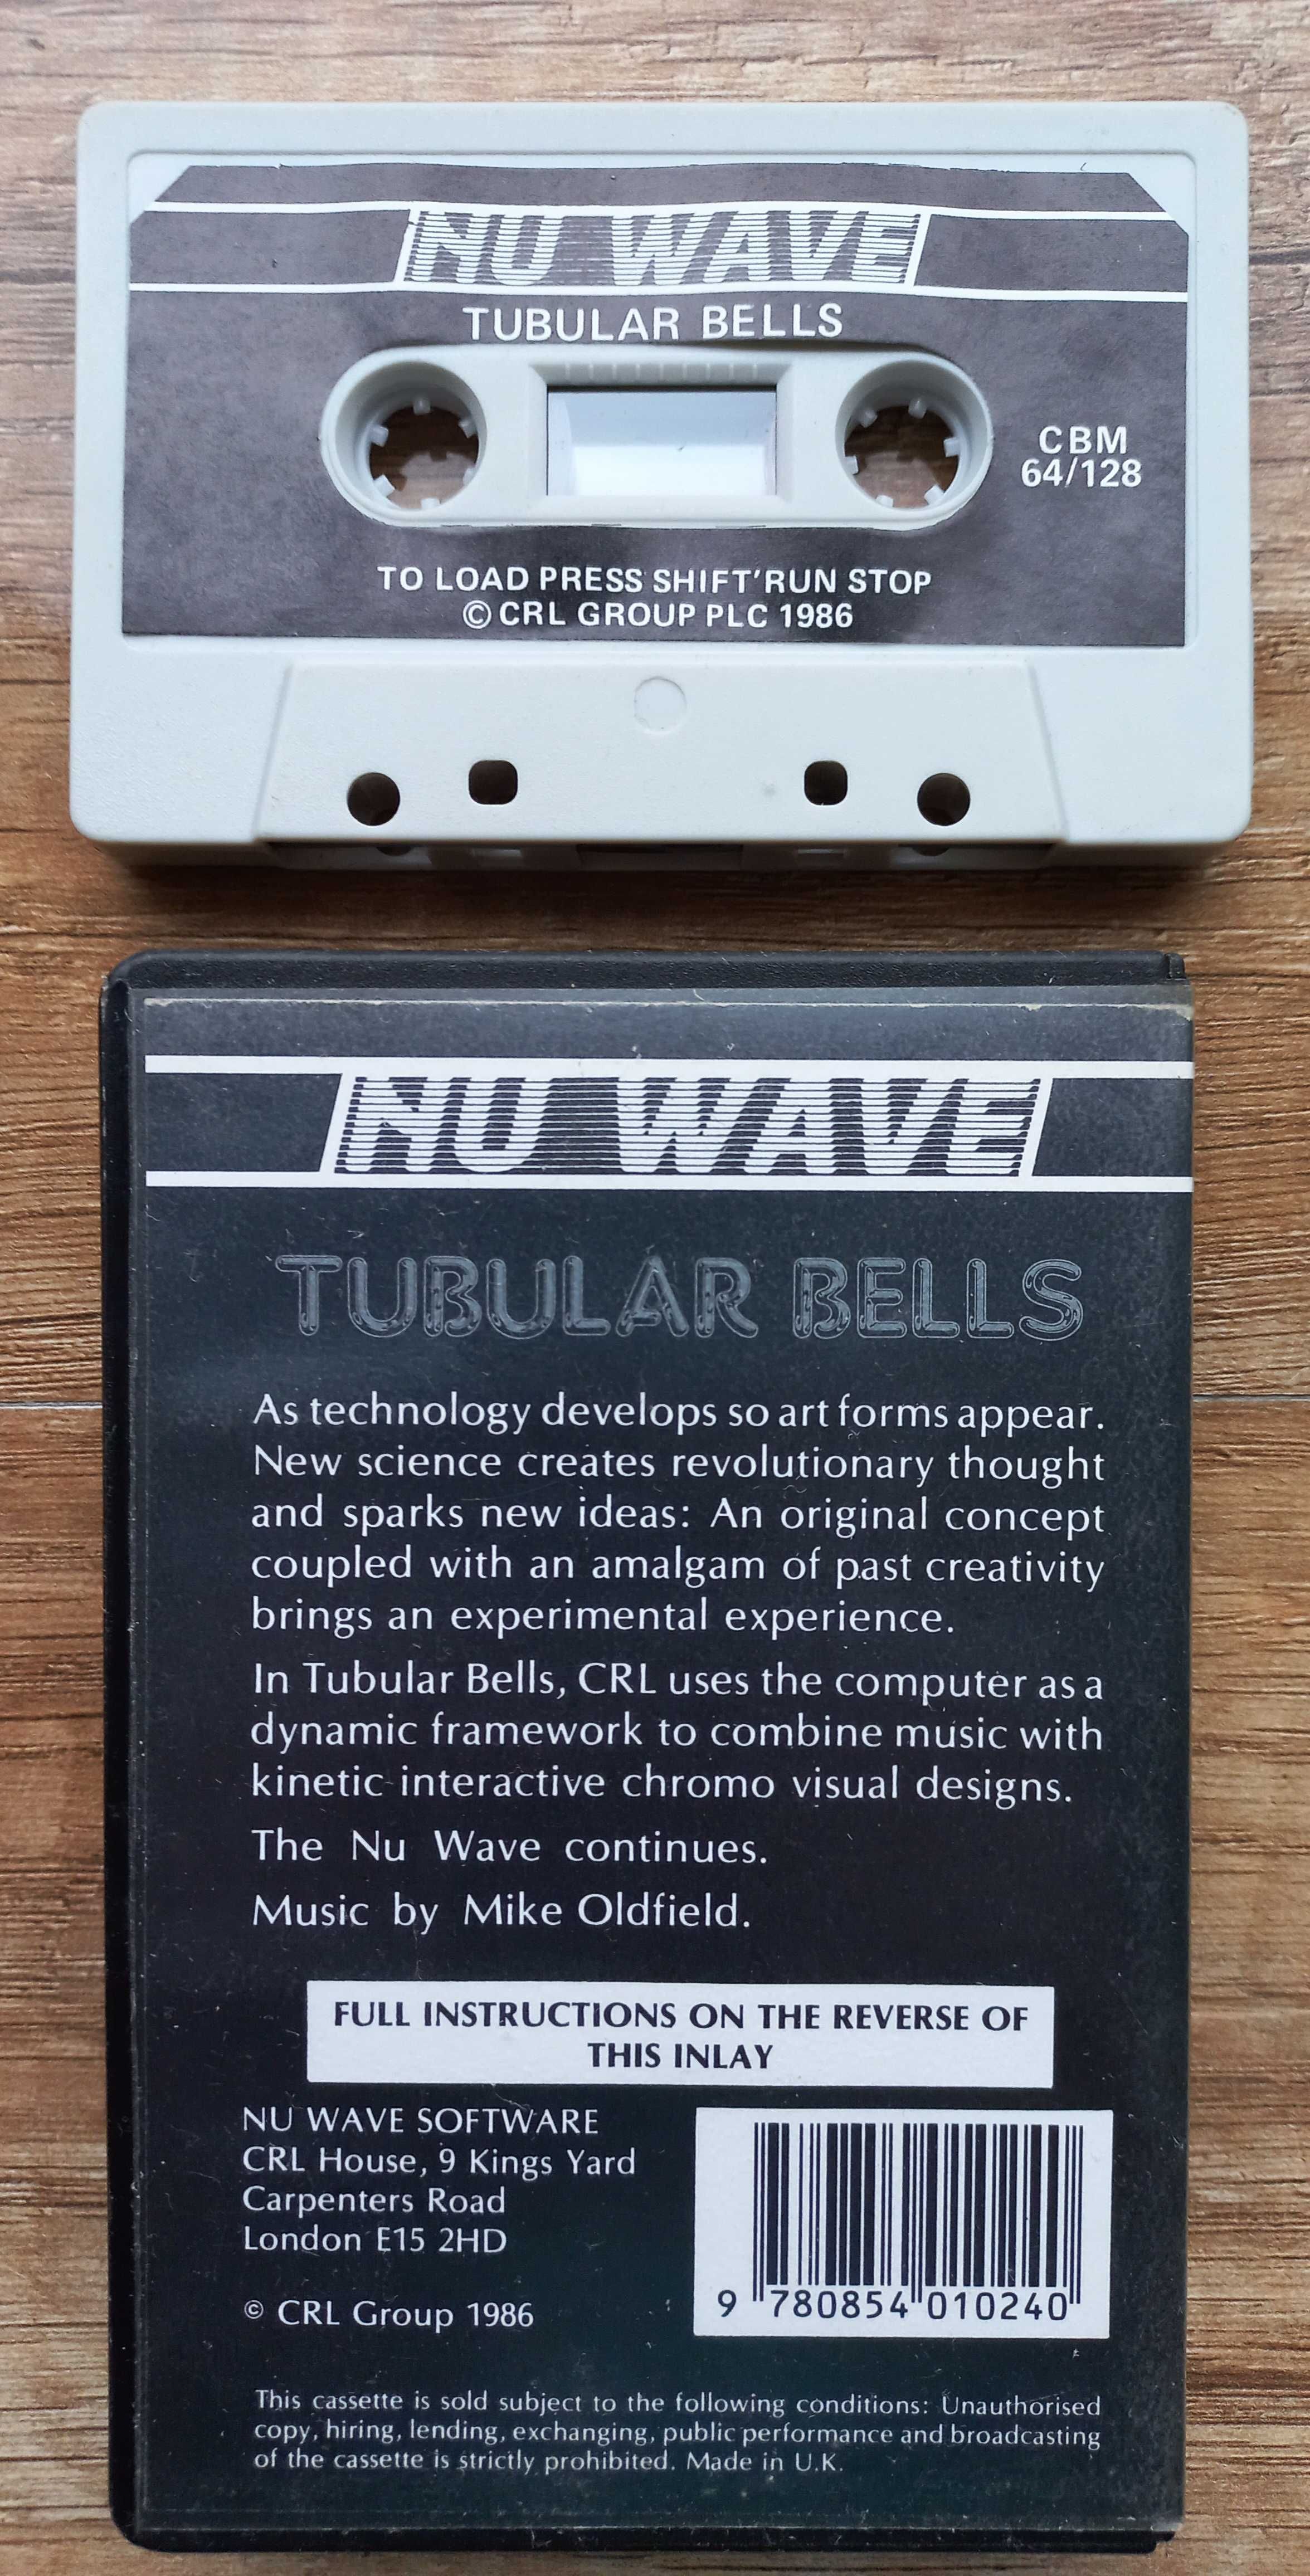 NU WAVE
TUBULAR BELLS
CBM
64/128
TO LOAD PRESS SHIFT'RUN STOP
© CRL GROUP PLC 1986
NU WAVE
TUBULAR BELLS
As technology develops so art forms appear.
New science creates revolutionary thought
and sparks new ideas: An original concept
coupled with an amalgam of past creativity
brings an experimental experience.
In Tubular Bells, CRL uses the computer as a
dynamic framework to combine music with
kinetic interactive chromo visual designs.
The Nu Wave continues.
Music by Mike Oldfield.
FULL INSTRUCTIONS ON THE REVERSE OF
THIS INLAY
NU WAVE SOFTWARE
CRL House, 9 Kings Yard
Carpenters Road
London E15 2HD
© CRL Group 1986
9 780854 010240
This cassette is sold subject to the following conditions: Unauthorised
copy, hiring, lending, exchanging, public performance and broadcasting
of the cassette is strictly prohibited. Made in U.K.